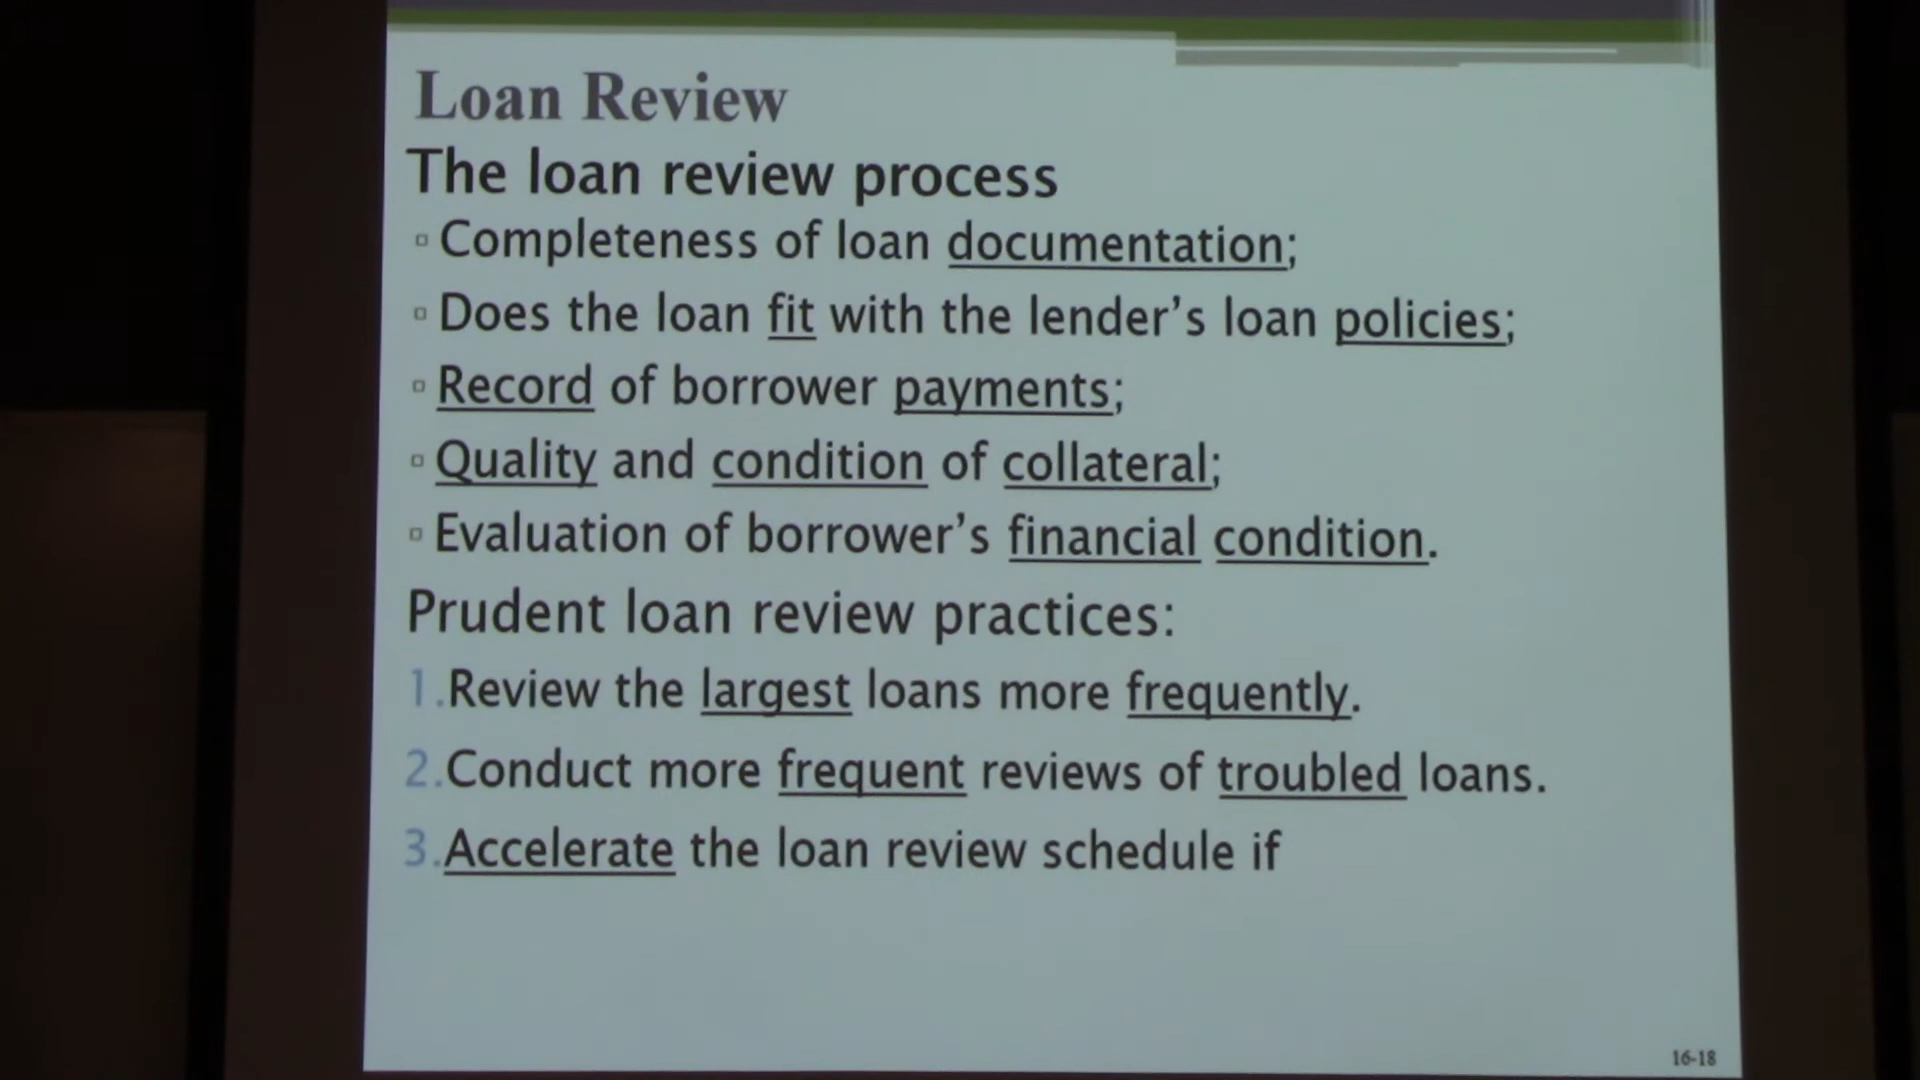 Loan Review
The loan review process
▫ Completeness of loan documentation;
▫ Does the loan fit with the lender’s loan policies;
▫ Record of borrower payments;
▫ Quality and condition of collateral;
▫ Evaluation of borrower’s financial condition.
Prudent loan review practices:
1.Review the largest loans more frequently.
2.Conduct more frequent reviews of troubled loans.
3.Accelerate the loan review schedule if
16-18